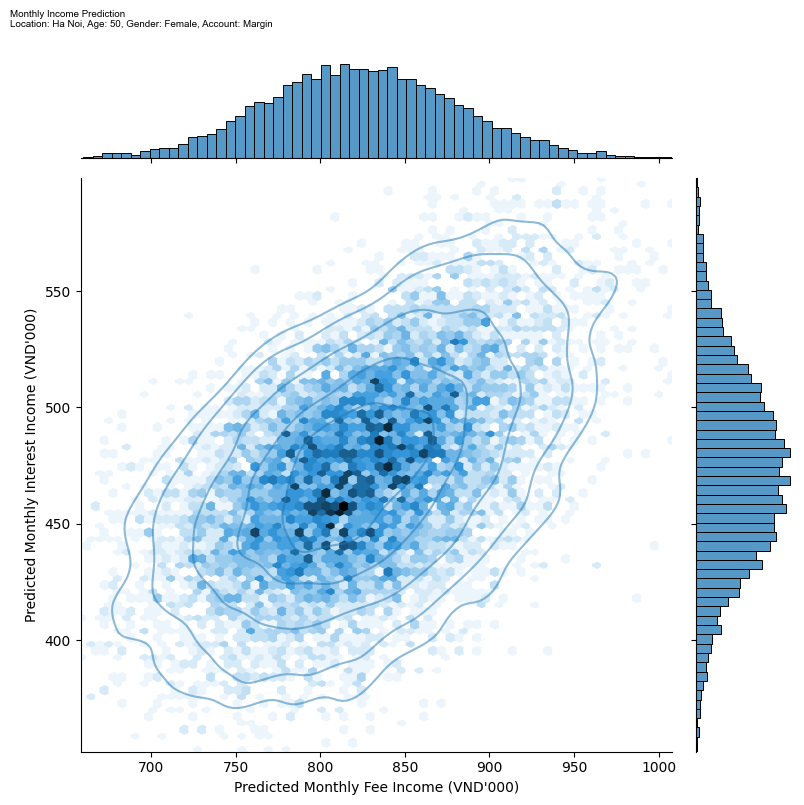 Monthly Income Prediction
Location: Ha Noi, Age: 50, Gender: Female, Account: Margin
550
500
450
400
Predicted Monthly Interest Income (VND'000)
700
750
800
850
900
950
1000
Predicted Monthly Fee Income (VND'000)